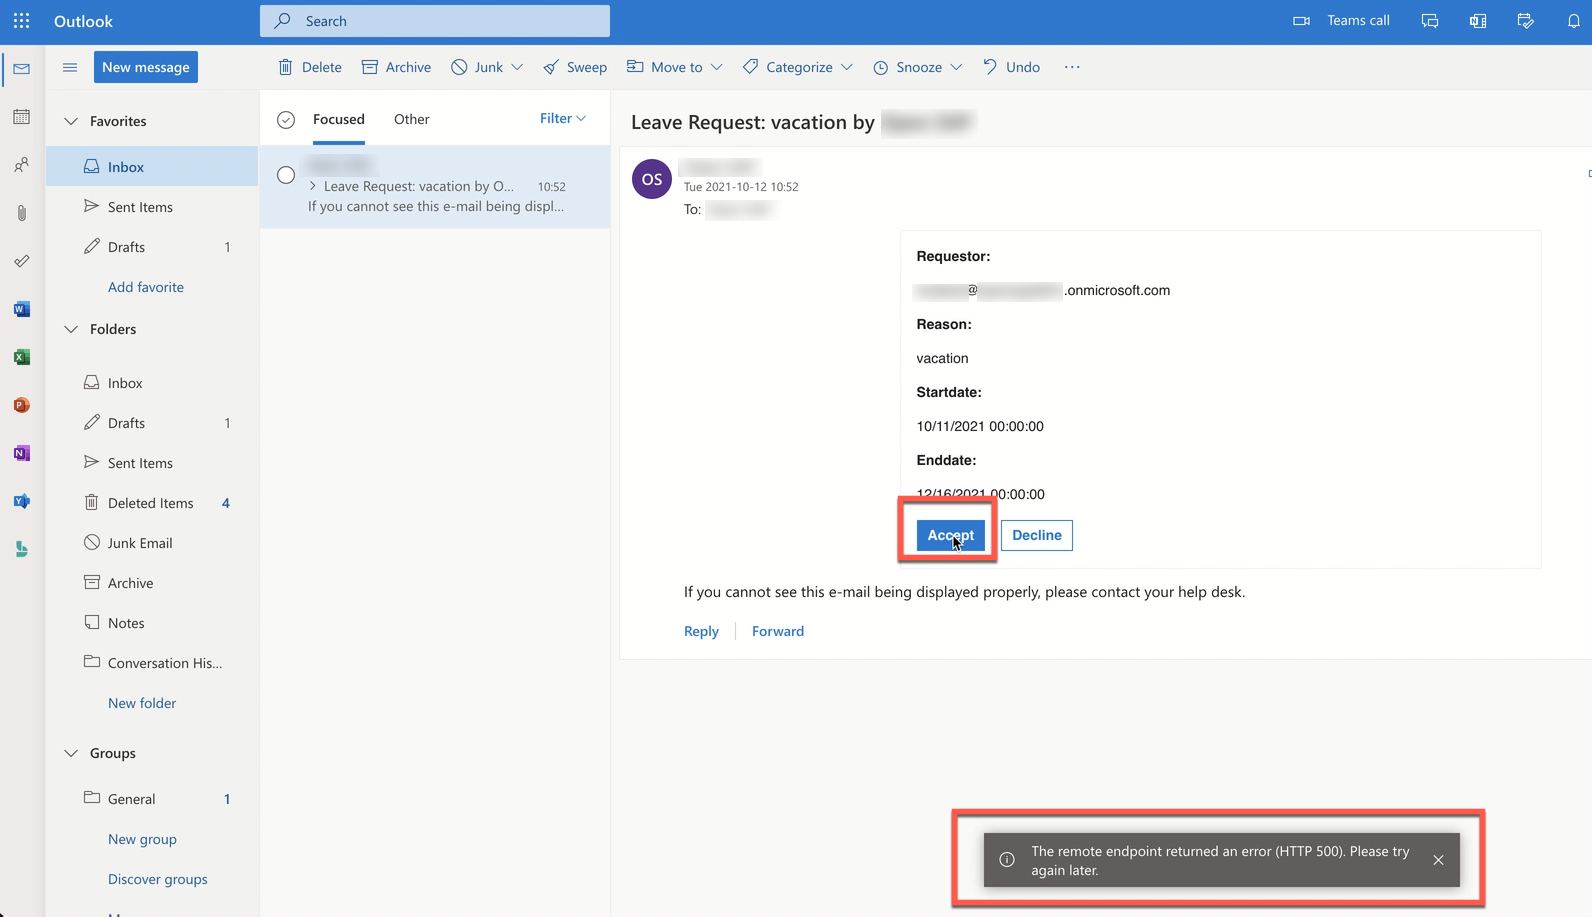 Outlook
Search
Teams call
New message
Delete
Archive
Junk
Sweep
Move to
Categorize
Snooze
Undo
Favorites
Inbox
Sent Items
Drafts 1
Add favorite
Folders
Inbox
Drafts 1
Sent Items
Deleted Items 4
Junk Email
Archive
Notes
Conversation His...
New folder
Groups
General 1
New group
Discover groups
Focused
Other
Filter
Leave Request: vacation by O... 10:52
If you cannot see this e-mail being displ...
Leave Request: vacation by
OS
Tue 2021-10-12 10:52
To:
Requestor:
@ .onmicrosoft.com
Reason:
vacation
Startdate:
10/11/2021 00:00:00
Enddate:
12/16/2021 00:00:00
Accept
Decline
If you cannot see this e-mail being displayed properly, please contact your help desk.
Reply
Forward
The remote endpoint returned an error (HTTP 500). Please try
again later.